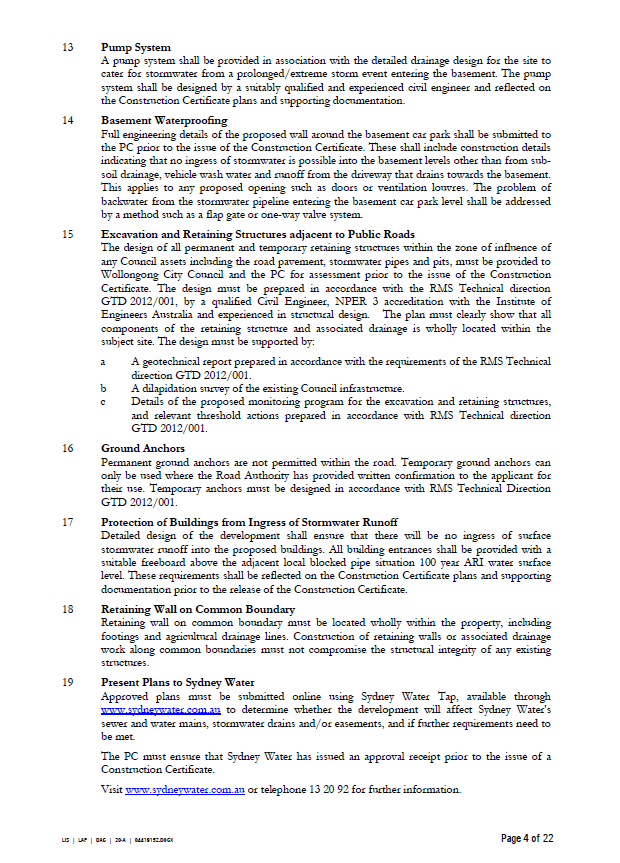 13 Pump System
A pump system shall be provided in association with the detailed drainage design for the site to
cater for stormwater from a prolonged/extreme storm event entering the basement. The pump
system shall be designed by a suitably qualified and experienced civil engineer and reflected on
the Construction Certificate plans and supporting documentation.
14 Basement Waterproofing
Full engineering details of the proposed wall around the basement car park shall be submitted to
the PC prior to the issue of the Construction Certificate. These shall include construction details
indicating that no ingress of stormwater is possible into the basement levels other than from sub-
soil drainage, vehicle wash water and runoff from the driveway that drains towards the basement.
This applies to any proposed opening such as doors or ventilation louvres. The problem of
backwater from the stormwater pipeline entering the basement car park level shall be addressed
by a method such as a flap gate or one-way valve system.
15 Excavation and Retaining Structures adjacent to Public Roads
The design of all permanent and temporary retaining structures within the zone of influence of
any Council assets including the road pavement, stormwater pipes and pits, must be provided to
Wollongong City Council and the PC for assessment prior to the issue of the Construction
Certificate. The design must be prepared in accordance with the RMS Technical direction
GTD 2012/001, by a qualified Civil Engineer, NPER 3 accreditation with the Institute of
Engineers Australia and experienced in structural design. The plan must clearly show that all
components of the retaining structure and associated drainage is wholly located within the
subject site. The design must be supported by:
a A geotechnical report prepared in accordance with the requirements of the RMS Technical
direction GTD 2012/001.
b A dilapidation survey of the existing Council infrastructure.
c Details of the proposed monitoring program for the excavation and retaining structures,
and relevant threshold actions prepared in accordance with RMS Technical direction
GTD 2012/001.
16 Ground Anchors
Permanent ground anchors are not permitted within the road. Temporary ground anchors can
only be used where the Road Authority has provided written confirmation to the applicant for
their use. Temporary anchors must be designed in accordance with RMS Technical Direction
GTD 2012/001.
17 Protection of Buildings from Ingress of Stormwater Runoff
Detailed design of the development shall ensure that there will be no ingress of surface
stormwater runoff into the proposed buildings. All building entrances shall be provided with a
suitable freeboard above the adjacent local blocked pipe situation 100 year ARI water surface
level. These requirements shall be reflected on the Construction Certificate plans and supporting
documentation prior to the release of the Construction Certificate.
18 Retaining Wall on Common Boundary
Retaining wall on common boundary must be located wholly within the property, including
footings and agricultural drainage lines. Construction of retaining walls or associated drainage
work along common boundaries must not compromise the structural integrity of any existing
structures.
19 Present Plans to Sydney Water
Approved plans must be submitted online using Sydney Water Tap, available through
www.sydneywater.com.au to determine whether the development will affect Sydney Water's
sewer and water mains, stormwater drains and/or easements, and if further requirements need to
be met.
The PC must ensure that Sydney Water has issued an approval receipt prior to the issue of a
Construction Certificate.
Visit www.sydneywater.com.au or telephone 13 20 92 for further information.
LIS | LAP | DAG | 20-A | 04419152.DOCX Page 4 of 22